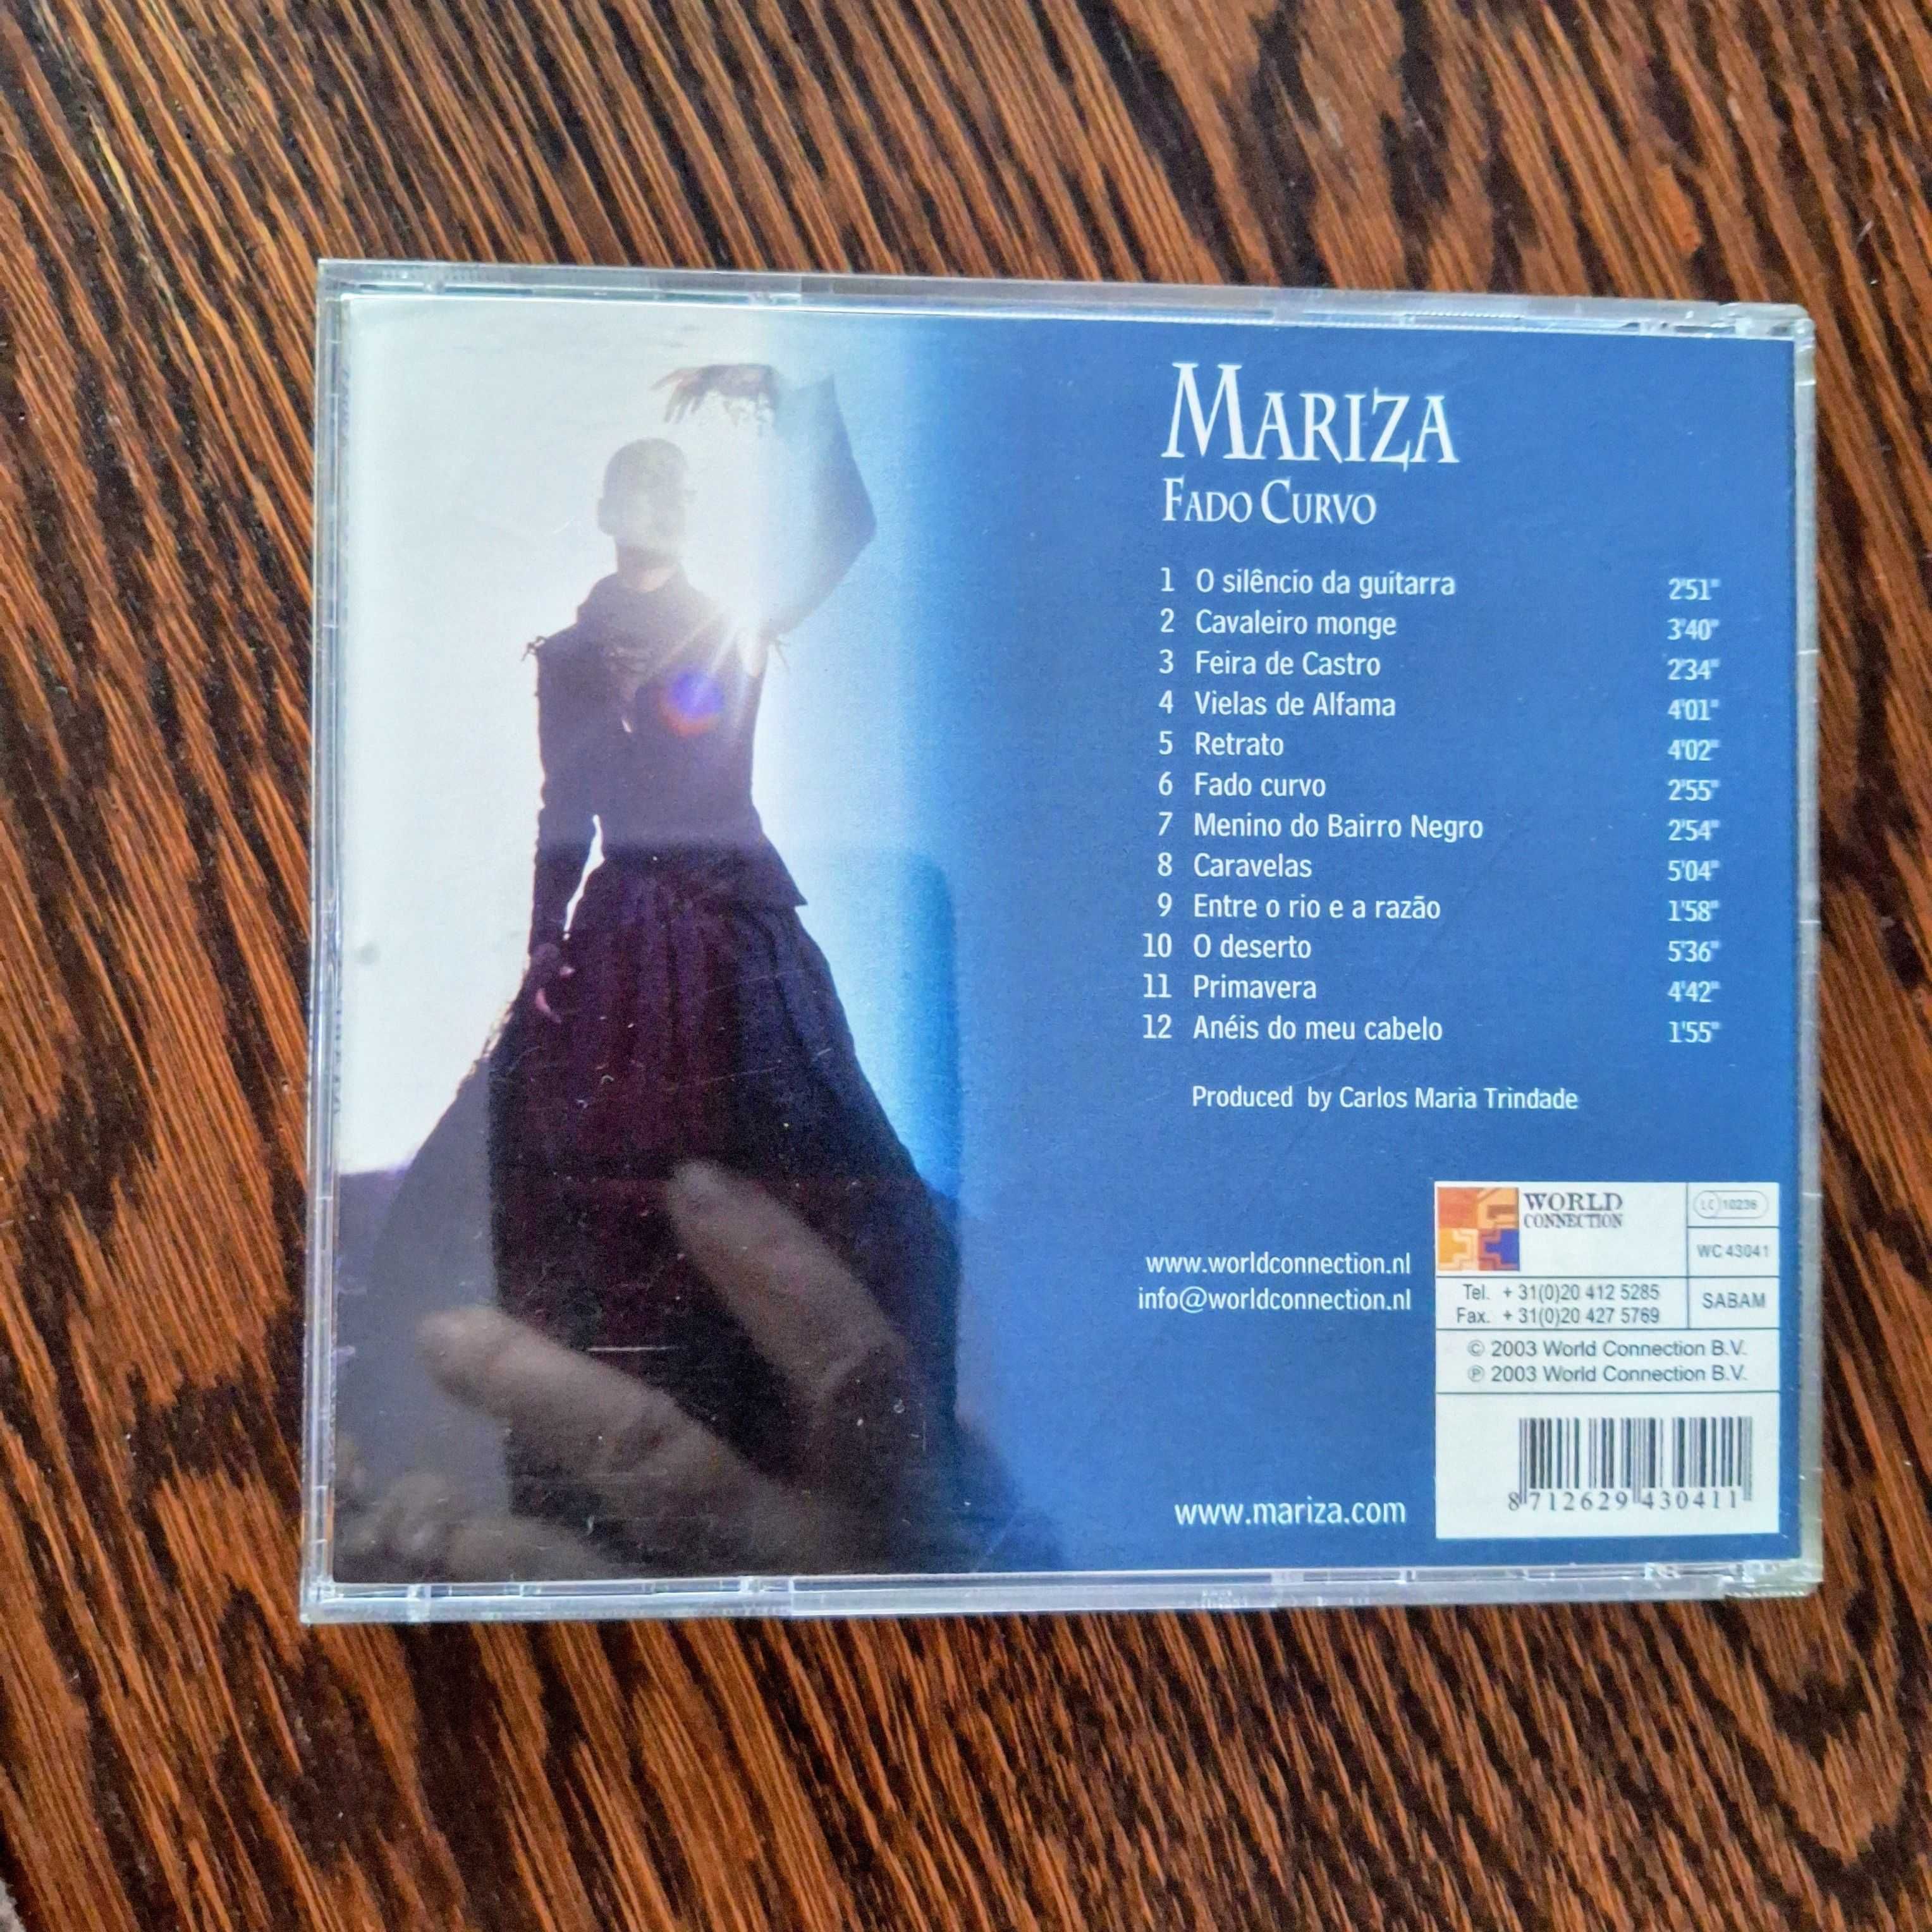 MARIZA
FADO CURVO
1 O silêncio da guitarra 2'51"
2 Cavaleiro monge 3'40"
3 Feira de Castro 2'34"
4 Vielas de Alfama 4'01"
5 Retrato 4'02"
6 Fado curvo 2'55"
7 Menino do Bairro Negro 2'54"
8 Caravelas 5'04"
9 Entre o rio e a razão 1'58"
10 O deserto 5'36"
11 Primavera 4'42"
12 Anéis do meu cabelo 1'55"
Produced by Carlos Maria Trindade
www.worldconnection.nl
info@worldconnection.nl
WORLD
CONNECTION
LC 10236
WC 43041
Tel. + 31(0)20 412 5285
Fax. + 31(0)20 427 5769
SABAM
© 2003 World Connection B.V.
℗ 2003 World Connection B.V.
8 712629 430411
www.mariza.com